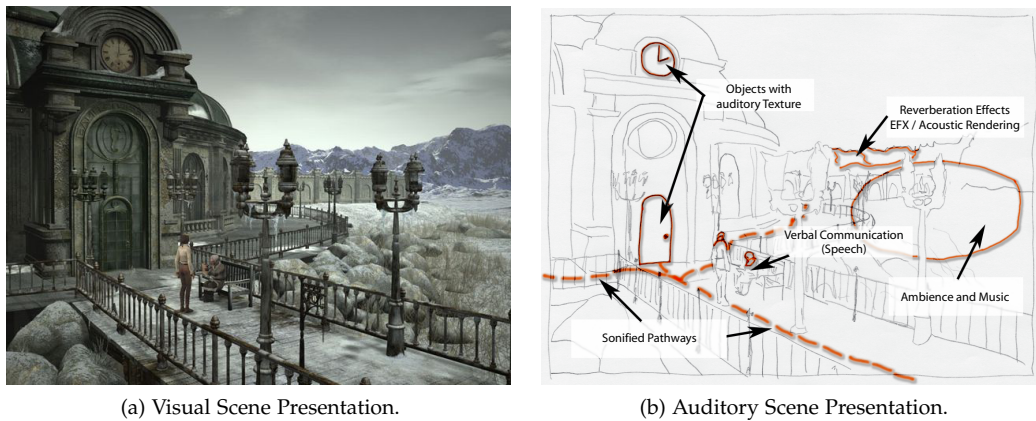 Objects with
auditory Texture
Reverberation Effects
EFX / Acoustic Rendering
Verbal Communication
(Speech)
Ambience and Music
Sonified Pathways
(a) Visual Scene Presentation.
(b) Auditory Scene Presentation.